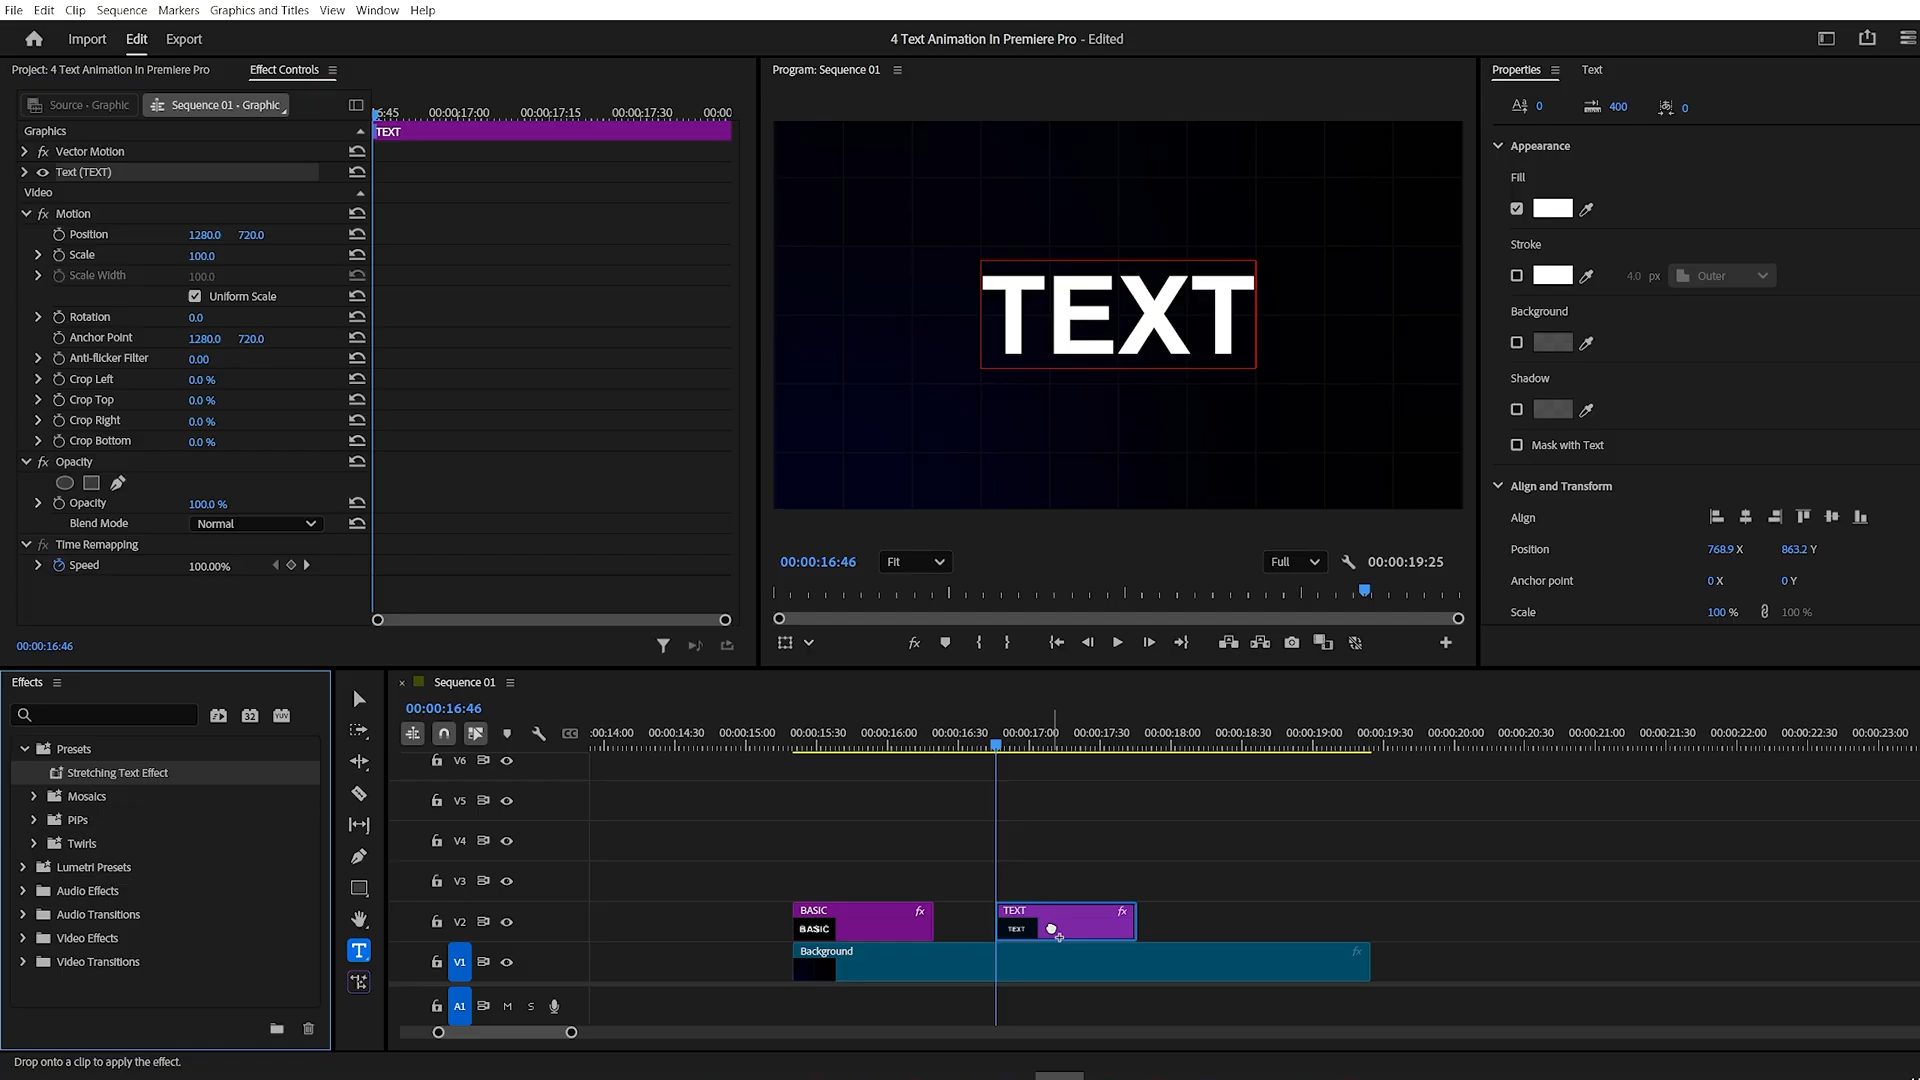 File Edit Clip Sequence Markers Graphics and Titles View Window Help
Import Edit Export
4 Text Animation In Premiere Pro - Edited
Project: 4 Text Animation In Premiere Pro Effect Controls
Source • Graphic Sequence 01 • Graphic
00:00:17:00 00:00:17:15 00:00:17:30
Graphics
TEXT
fx Vector Motion
Text (TEXT)
Video
fx Motion
Position 1280.0 720.0
Scale 100.0
Scale Width 100.0
Uniform Scale
Rotation 0.0
Anchor Point 1280.0 720.0
Anti-flicker Filter 0.00
Crop Left 0.0 %
Crop Top 0.0 %
Crop Right 0.0 %
Crop Bottom 0.0 %
fx Opacity
Opacity 100.0 %
Blend Mode Normal
fx Time Remapping
Speed 100.00%
00:00:16:46
Program: Sequence 01
TEXT
00:00:16:46 Fit Full 00:00:19:25
fx
Properties Text
0 400 0
Appearance
Fill
Stroke
4.0 px Outer
Background
Shadow
Mask with Text
Align and Transform
Align
Position 768.9 X 863.2 Y
Anchor point 0 X 0 Y
Scale 100 % 100 %
Effects
32 YUV
Presets
Stretching Text Effect
Mosaics
PIPs
Twirls
Lumetri Presets
Audio Effects
Audio Transitions
Video Effects
Video Transitions
Sequence 01
00:00:16:46
CC
:00:14:00 00:00:14:30 00:00:15:00 00:00:15:30 00:00:16:00 00:00:16:30 00:00:17:00 00:00:17:30 00:00:18:00 00:00:18:30 00:00:19:00 00:00:19:30 00:00:20:00 00:00:20:30 00:00:21:00 00:00:21:30 00:00:22:00 00:00:22:30 00:00:23:00
V6
V5
V4
V3
V2
BASIC fx
BASIC
TEXT fx
TEXT
V1
Background fx
A1 M S
Drop onto a clip to apply the effect.